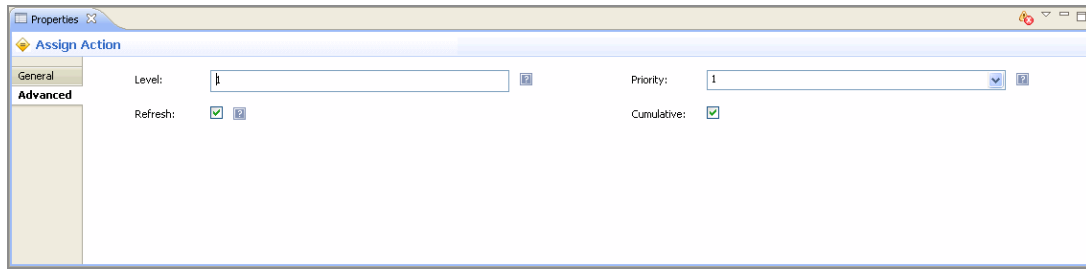 Properties
Assign Action
General
Advanced
Level: 1 Priority: 1
Refresh: Cumulative: